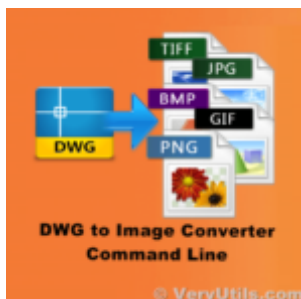 TIFF
JPG
BMP
GIF
DWG
PNG
DWG to Image Converter
Command Line
© VeryUtils.com